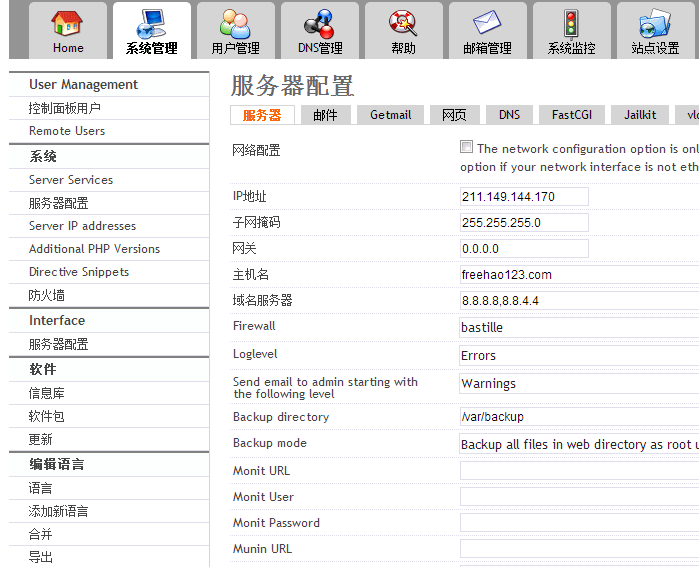 Home 系统管理 用户管理 DNS管理 帮助 邮箱管理 系统监控 站点设置
User Management
控制面板用户
Remote Users
系统
Server Services
服务器配置
Server IP addresses
Additional PHP Versions
Directive Snippets
防火墙
Interface
服务器配置
软件
信息库
软件包
更新
编辑语言
语言
添加新语言
合并
导出
服务器配置
服务器 邮件 Getmail 网页 DNS FastCGI Jailkit vlo
网络配置 The network configuration option is onl
option if your network interface is not eth
IP地址 211.149.144.170
子网掩码 255.255.255.0
网关 0.0.0.0
主机名 freehao123.com
域名服务器 8.8.8.8,8.8.4.4
Firewall bastille
Loglevel Errors
Send email to admin starting with
the following level Warnings
Backup directory /var/backup
Backup mode Backup all files in web directory as root u
Monit URL
Monit User
Monit Password
Munin URL